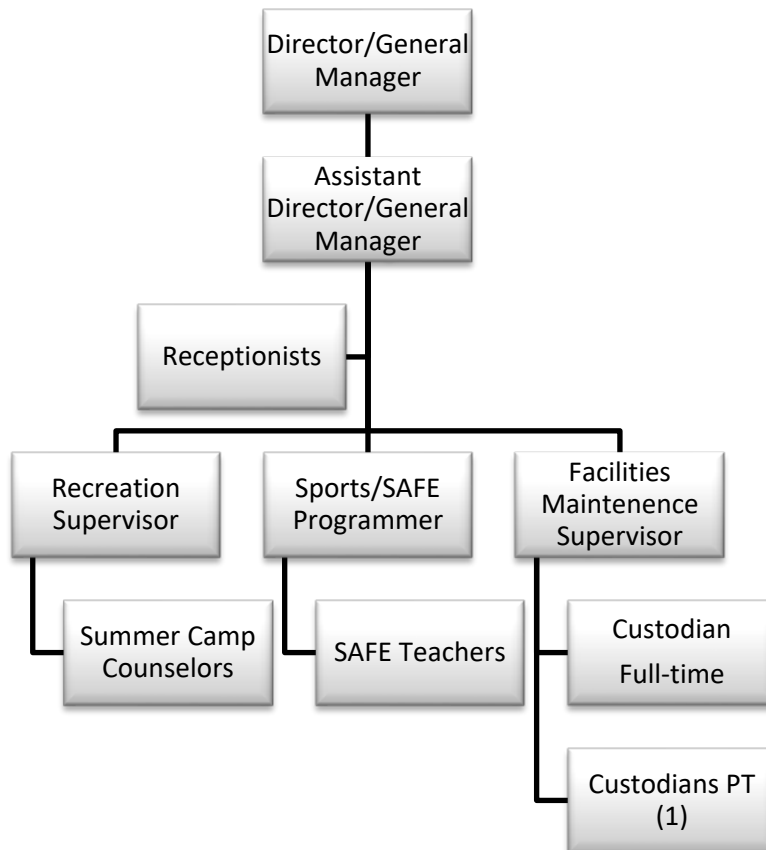 Director/General
Manager
Assistant
Director/General
Manager
Receptionists
Recreation
Supervisor
Sports/SAFE
Programmer
Facilities
Maintenence
Supervisor
Summer Camp
Counselors
SAFE Teachers
Custodian
Full-time
Custodians PT
(1)